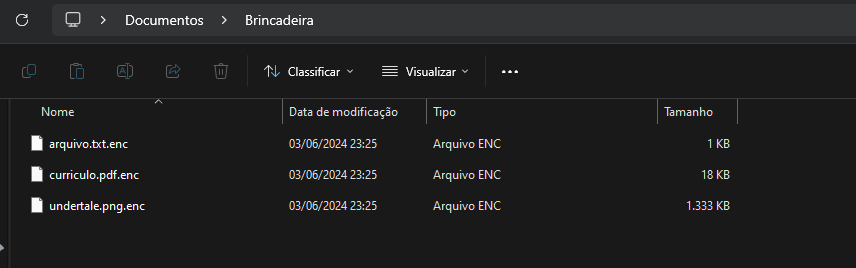 Documentos > Brincadeira
Classificar Visualizar ...
Nome Data de modificação Tipo Tamanho
arquivo.txt.enc 03/06/2024 23:25 Arquivo ENC 1 KB
curriculo.pdf.enc 03/06/2024 23:25 Arquivo ENC 18 KB
undertale.png.enc 03/06/2024 23:25 Arquivo ENC 1.333 KB